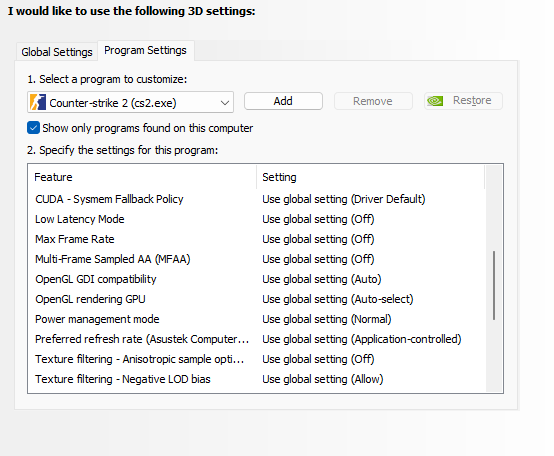 I would like to use the following 3D settings:
Global Settings Program Settings
1. Select a program to customize:
Counter-strike 2 (cs2.exe) Add Remove Restore
Show only programs found on this computer
2. Specify the settings for this program:
Feature Setting
CUDA - Sysmem Fallback Policy Use global setting (Driver Default)
Low Latency Mode Use global setting (Off)
Max Frame Rate Use global setting (Off)
Multi-Frame Sampled AA (MFAA) Use global setting (Off)
OpenGL GDI compatibility Use global setting (Auto)
OpenGL rendering GPU Use global setting (Auto-select)
Power management mode Use global setting (Normal)
Preferred refresh rate (Asustek Computer... Use global setting (Application-controlled)
Texture filtering - Anisotropic sample opti... Use global setting (Off)
Texture filtering - Negative LOD bias Use global setting (Allow)